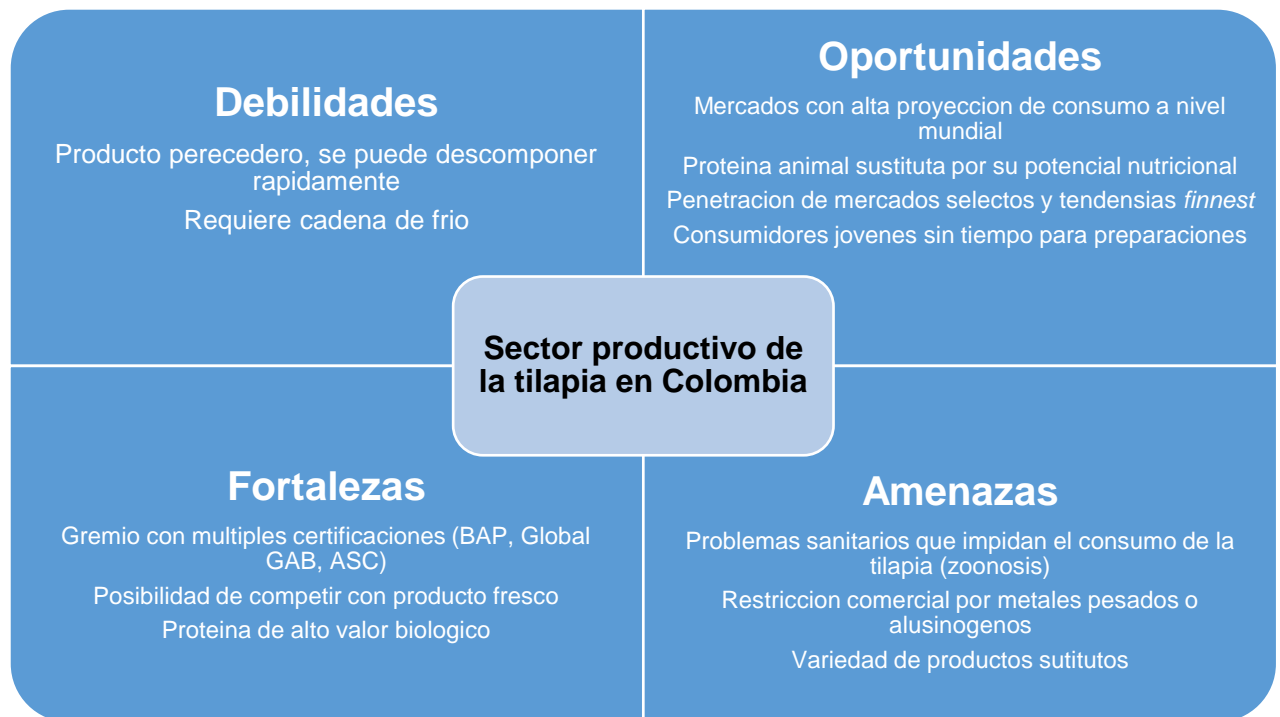 Debilidades
Producto perecedero, se puede descomponer
rapidamente
Requiere cadena de frio
Oportunidades
Mercados con alta proyeccion de consumo a nivel
mundial
Proteina animal sustituta por su potencial nutricional
Penetracion de mercados selectos y tendensias finnest
Consumidores jovenes sin tiempo para preparaciones
Sector productivo de
la tilapia en Colombia
Fortalezas
Gremio con multiples certificaciones (BAP, Global
GAB, ASC)
Posibilidad de competir con producto fresco
Proteina de alto valor biologico
Amenazas
Problemas sanitarios que impidan el consumo de la
tilapia (zoonosis)
Restriccion comercial por metales pesados o
alusinogenos
Variedad de productos sutitutos